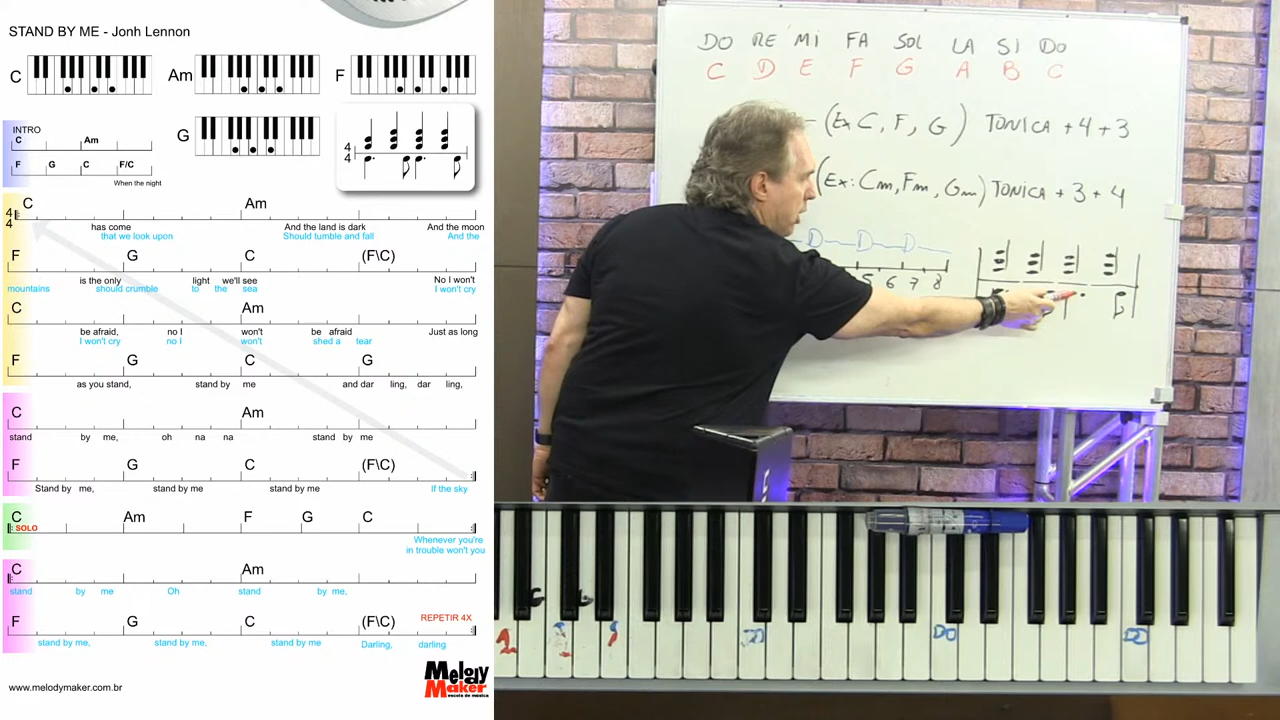 STAND BY ME - Jonh Lennon
C
Am
F
G
INTRO
C Am
F G C F/C
When the night
4
4
4
4
C Am
has come And the land is dark And the moon
that we look upon Should tumble and fall And the
F G C (F\C)
is the only light we'll see No I won't
mountains should crumble to the sea I won't cry
C Am
be afraid, no I won't be afraid Just as long
I won't cry no I won't shed a tear
F G C G
as you stand, stand by me and dar ling, dar ling,
C Am
stand by me, oh na na stand by me
F G C (F\C)
Stand by me, stand by me stand by me If the sky
C Am F G C
SOLO
Whenever you're
in trouble won't you
C Am
stand by me Oh stand by me,
F G C (F\C) REPETIR 4X
stand by me, stand by me, stand by me Darling, darling
www.melodymaker.com.br
Melody
Maker
escola de música
DO RE MI FA SOL LA SI DO
C D E F G A B C
(Ex C, F, G) TONICA +4 +3
(Ex: Cm, Fm, Gm) TONICA +3 +4
D D D
5 6 7 8
DO DO DO